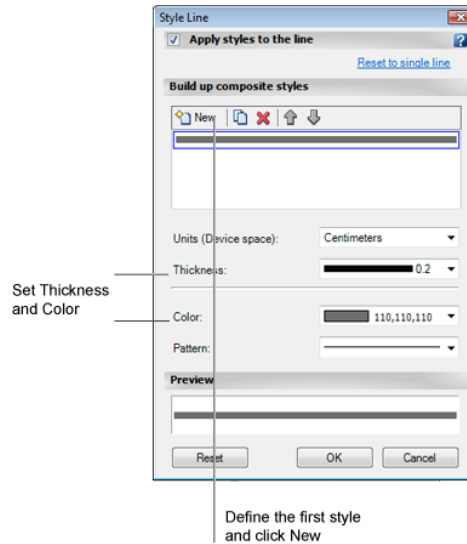 Style Line
Apply styles to the line
Reset to single line
Build up composite styles
New
Units (Device space): Centimeters
Thickness: 0.2
Set Thickness
and Color
Color: 110,110,110
Pattern:
Preview
Reset OK Cancel
Define the first style
and click New